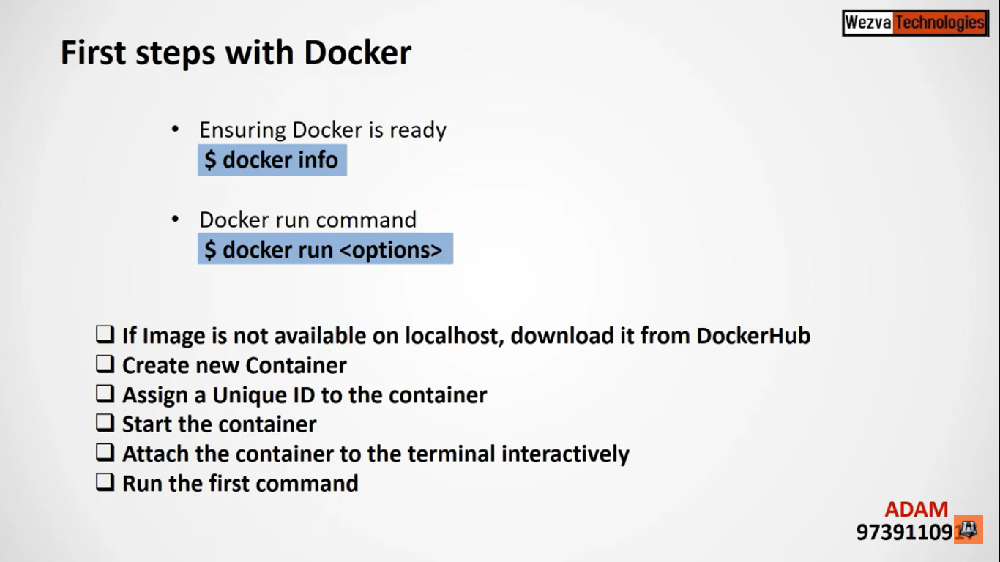 Wezva Technologies
First steps with Docker
• Ensuring Docker is ready
$ docker info
• Docker run command
$ docker run <options>
❑ If Image is not available on localhost, download it from DockerHub
❑ Create new Container
❑ Assign a Unique ID to the container
❑ Start the container
❑ Attach the container to the terminal interactively
❑ Run the first command
ADAM